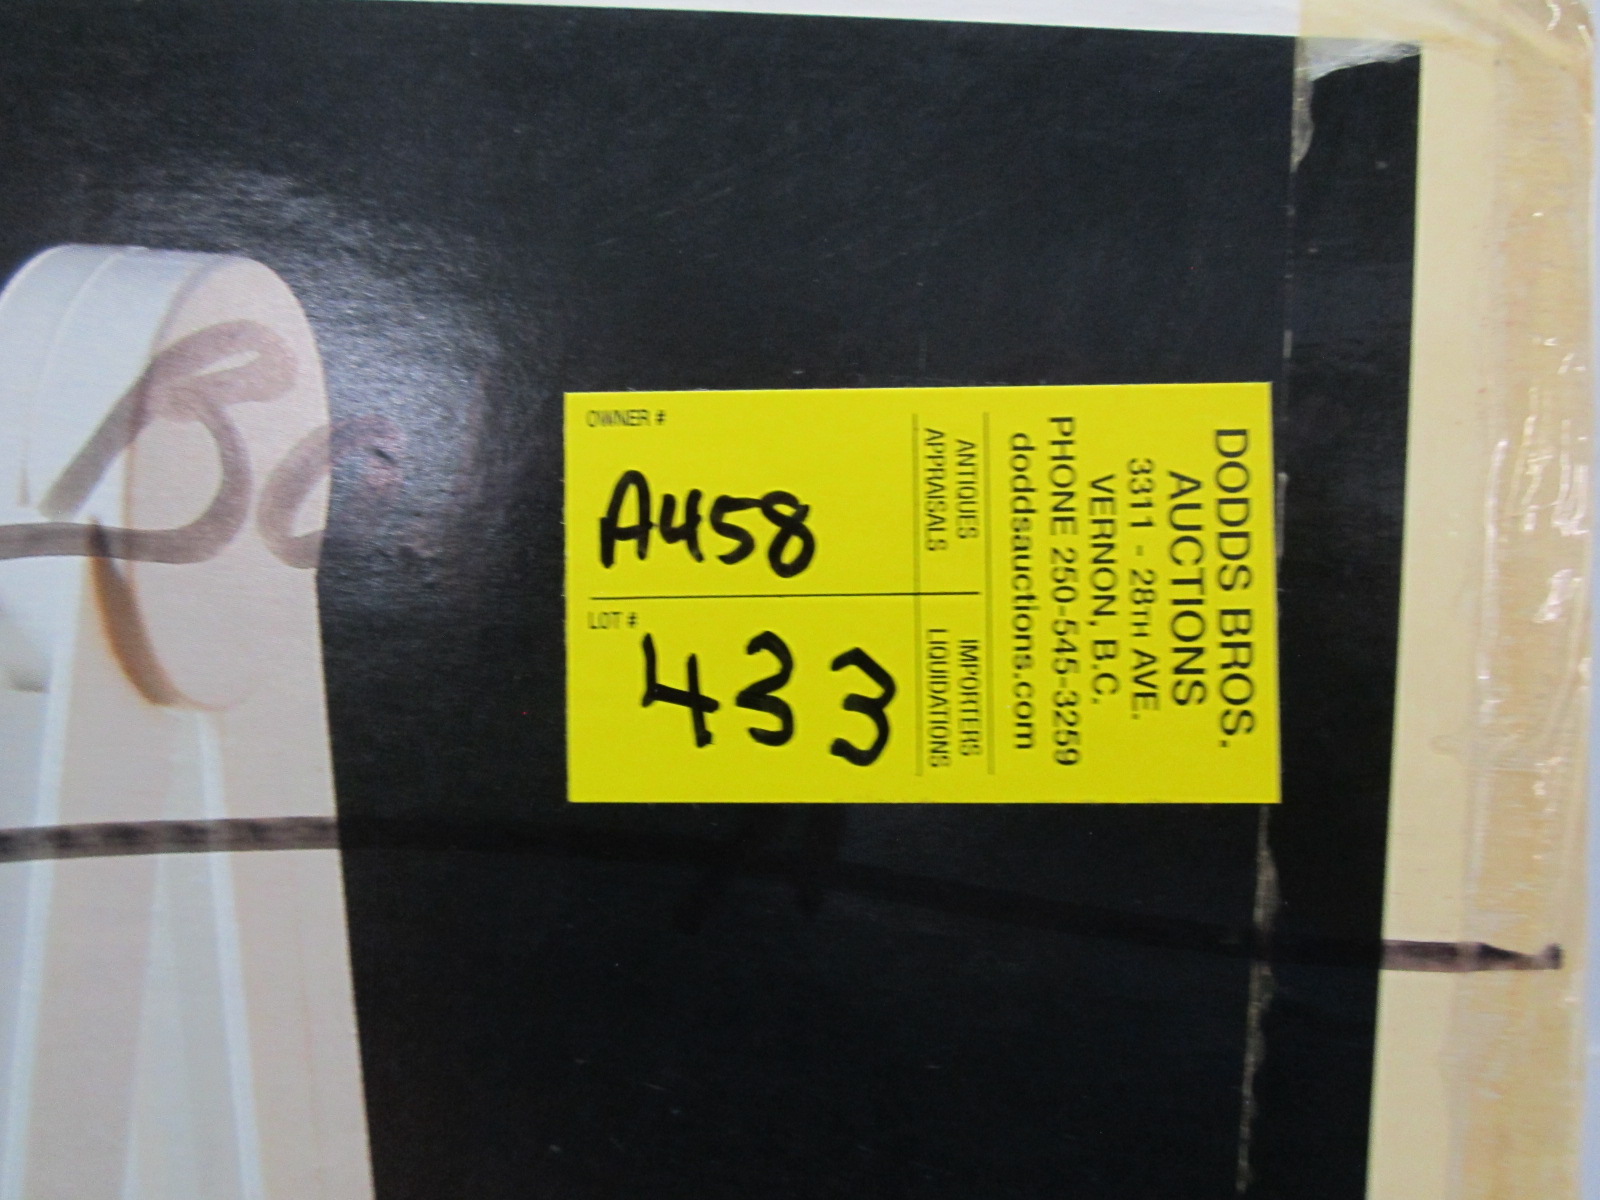 DODDS BROS.
AUCTIONS
3311 - 28TH AVE.
VERNON, B.C.
PHONE 250-545-3259
doddsauctions.com
ANTIQUES
APPRAISALS
IMPORTERS
LIQUIDATIONS
OWNER #
A458
LOT #
433